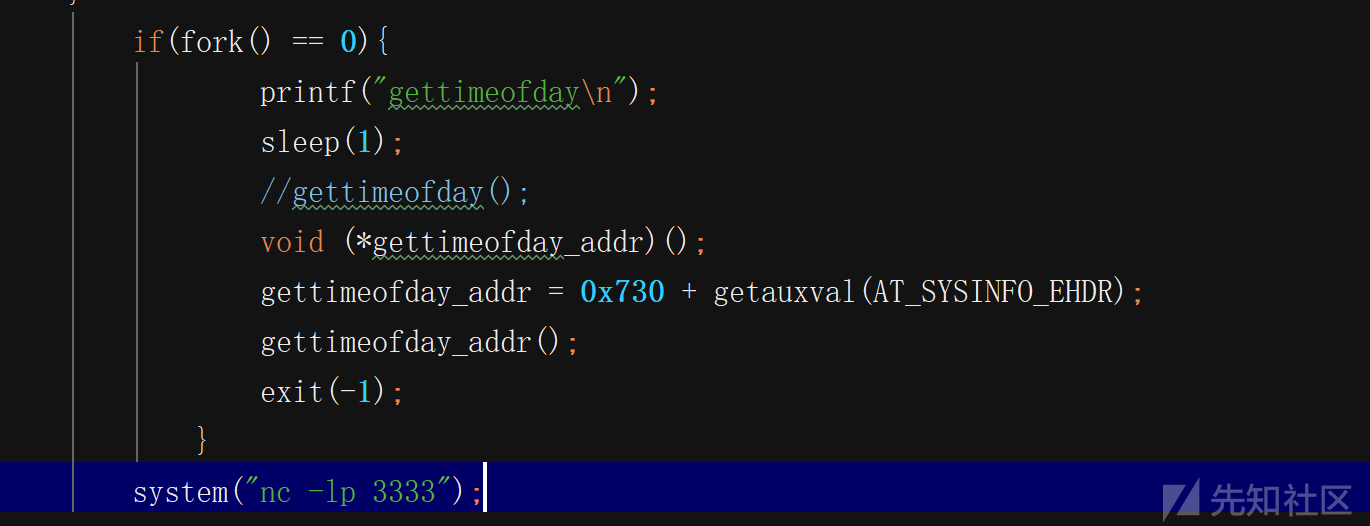 if(fork() == 0){
printf("gettimeofday\n");
sleep(1);
//gettimeofday();
void (*gettimeofday_addr)();
gettimeofday_addr = 0x730 + getauxval(AT_SYSINFO_EHDR);
gettimeofday_addr();
exit(-1);
}
system("nc -lp 3333");
先知社区